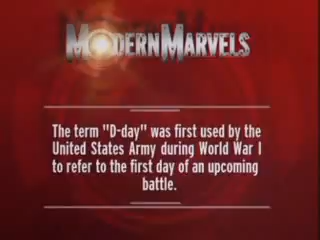 MODERN MARVELS
The term "D-day" was first used by the
United States Army during World War I
to refer to the first day of an upcoming
battle.